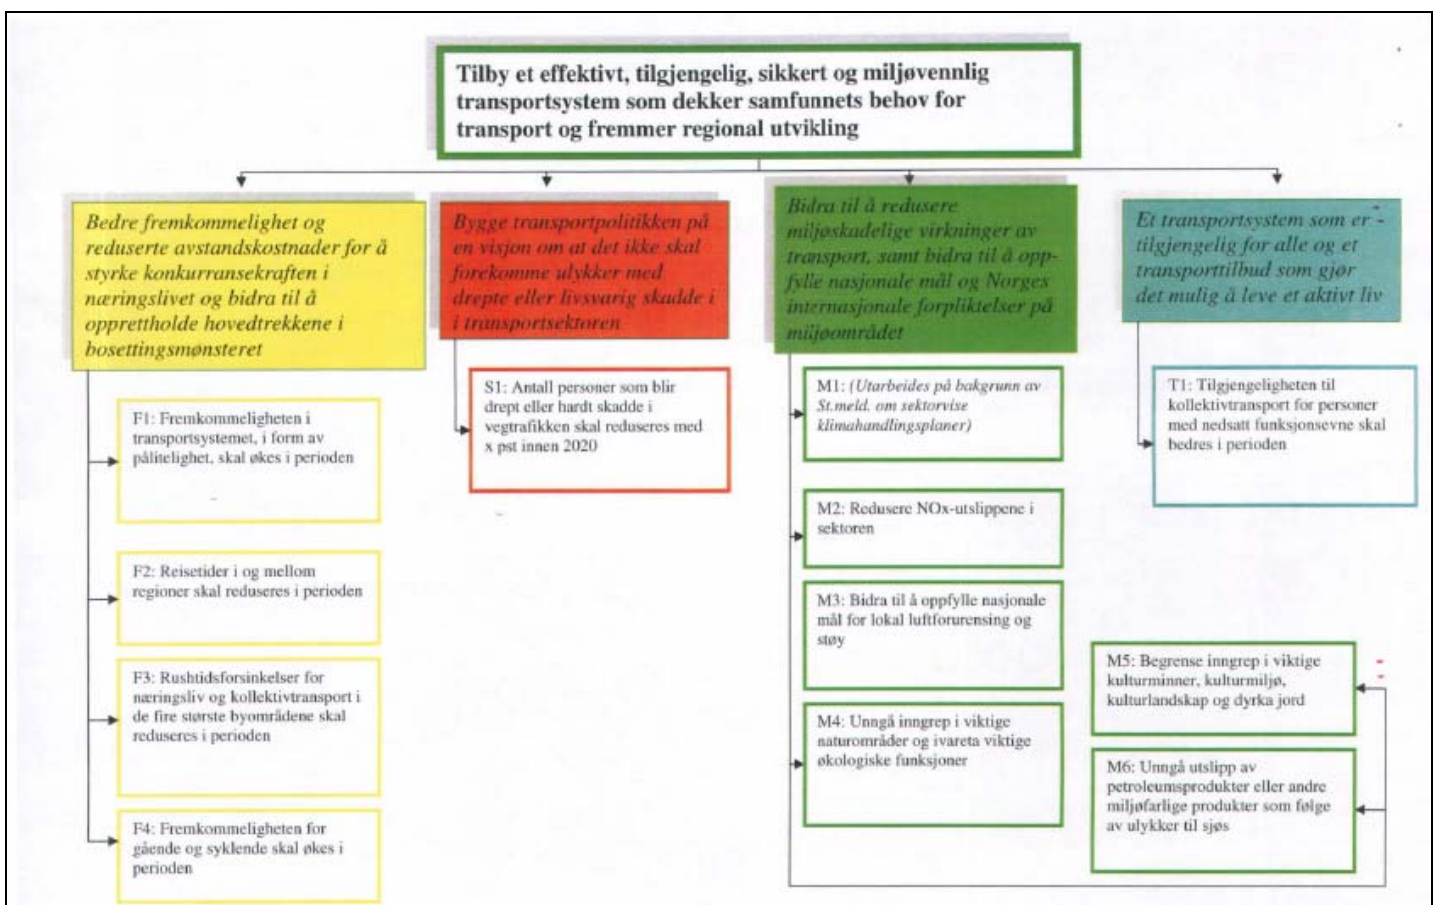 Tilby et effektivt, tilgjengelig, sikkert og miljøvennlig
transportsystem som dekker samfunnets behov for
transport og fremmer regional utvikling
Bedre fremkommelighet og
reduserte avstandskostnader for å
styrke konkurransekraften i
næringslivet og bidra til å
opprettholde hovedtrekkene i
bosettingsmønsteret
F1: Fremkommeligheten i
transportsystemet, i form av
pålitelighet, skal økes i perioden
F2: Reisetider i og mellom
regioner skal reduseres i perioden
F3: Rushtidsforsinkelser for
næringsliv og kollektivtransport i
de fire største byområdene skal
reduseres i perioden
F4: Fremkommeligheten for
gående og syklende skal økes i
perioden
Bygge transportpolitikken på
en visjon om at det ikke skal
forekomme ulykker med
drepte eller livsvarig skadde i
i transportsektoren
S1: Antall personer som blir
drept eller hardt skadde i
vegtrafikken skal reduseres med
x pst innen 2020
Bidra til å redusere
miljøskadelige virkninger av
transport, samt bidra til å opp-
fylle nasjonale mål og Norges
internasjonale forpliktelser på
miljøområdet
M1: (Utarbeides på bakgrunn av
St.meld. om sektorvise
klimahandlingsplaner)
M2: Redusere NOx-utslippene i
sektoren
M3: Bidra til å oppfylle nasjonale
mål for lokal luftforurensing og
støy
M4: Unngå inngrep i viktige
naturområder og ivareta viktige
økologiske funksjoner
Et transportsystem som er -
tilgjengelig for alle og et
transporttilbud som gjør
det mulig å leve et aktivt liv
T1: Tilgjengeligheten til
kollektivtransport for personer
med nedsatt funksjonsevne skal
bedres i perioden
M5: Begrense inngrep i viktige
kulturminner, kulturmiljø,
kulturlandskap og dyrka jord
M6: Unngå utslipp av
petroleumsprodukter eller andre
miljøfarlige produkter som følge
av ulykker til sjøs